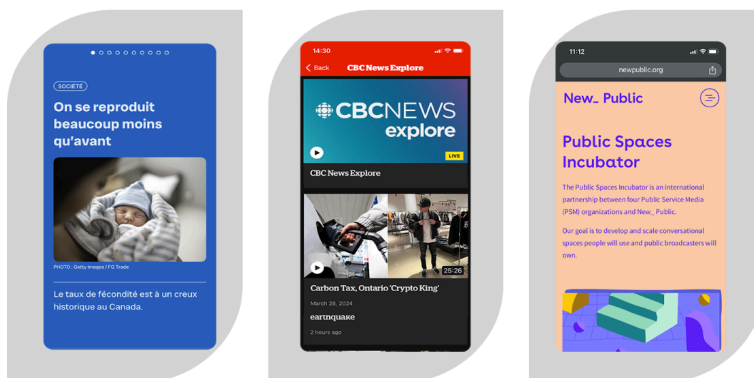 SOCIÉTÉ
On se reproduit
beaucoup moins
qu'avant
PHOTO : Getty Images / FG Trade
Le taux de fécondité est à un creux
historique au Canada.
14:30
Back
CBC News Explore
CBCNEWS
explore
LIVE
CBC News Explore
25:26
Carbon Tax, Ontario 'Crypto King'
March 28, 2024
earthquake
2 hours ago
11:12
newpublic.org
New_ Public
Public Spaces
Incubator
The Public Spaces Incubator is an international
partnership between four Public Service Media
(PSM) organizations and New_ Public.
Our goal is to develop and scale conversational
spaces people will use and public broadcasters will
own.